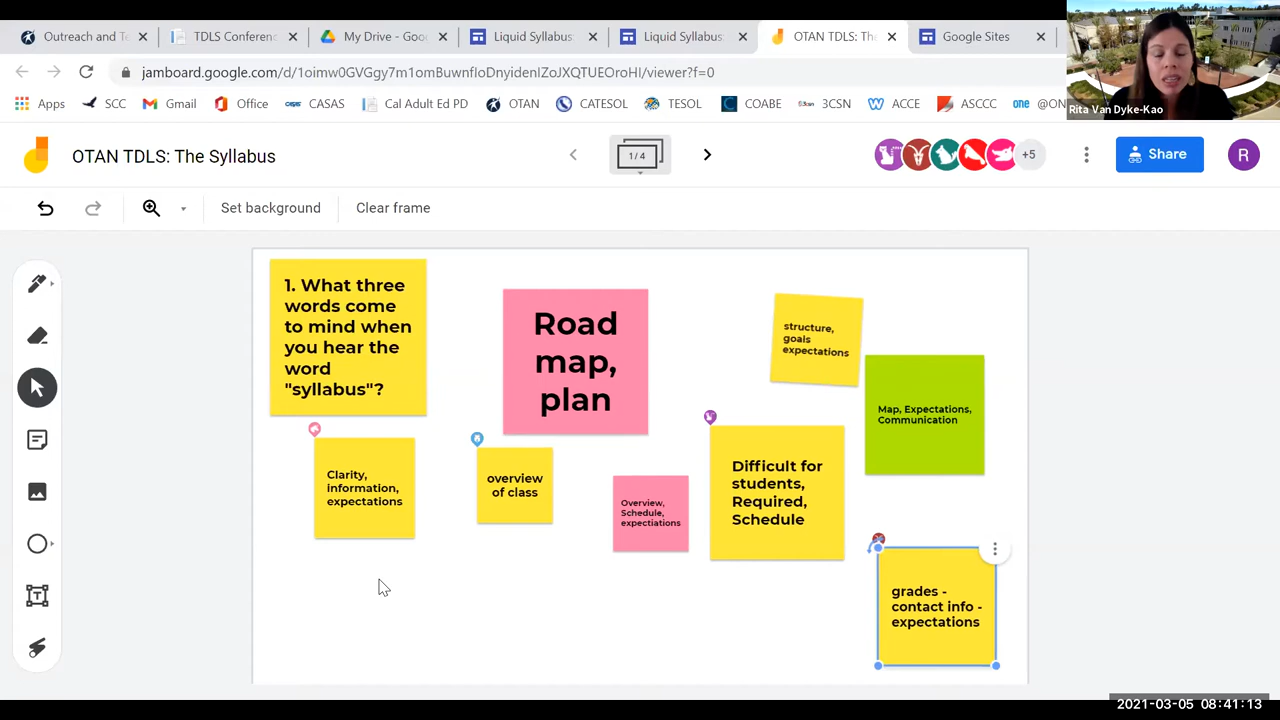 Outreach and Te
TDLS Conferen
My Drive - Goo
Liquid Syllabus
Liquid Syllabus
OTAN TDLS: The
Google Sites
jamboard.google.com/d/
/viewer?f=0
Apps
SCC
Gmail
Office
CASAS
Cal Adult Ed PD
OTAN
CATESOL
TESOL
COABE
3CSN
ACCE
ASCCC
@ON
Rita Van Dyke-Kao
OTAN TDLS: The Syllabus
1/4
+5
Share
R
Set background
Clear frame
1. What three
words come
to mind when
you hear the
word
"syllabus"?
Road
map,
plan
structure,
goals
expectations
Map, Expectations,
Communication
Clarity,
information,
expectations
overview
of class
Overview,
Schedule,
expectiations
Difficult for
students,
Required,
Schedule
grades -
contact info -
expectations
2021-03-05 08:41:13